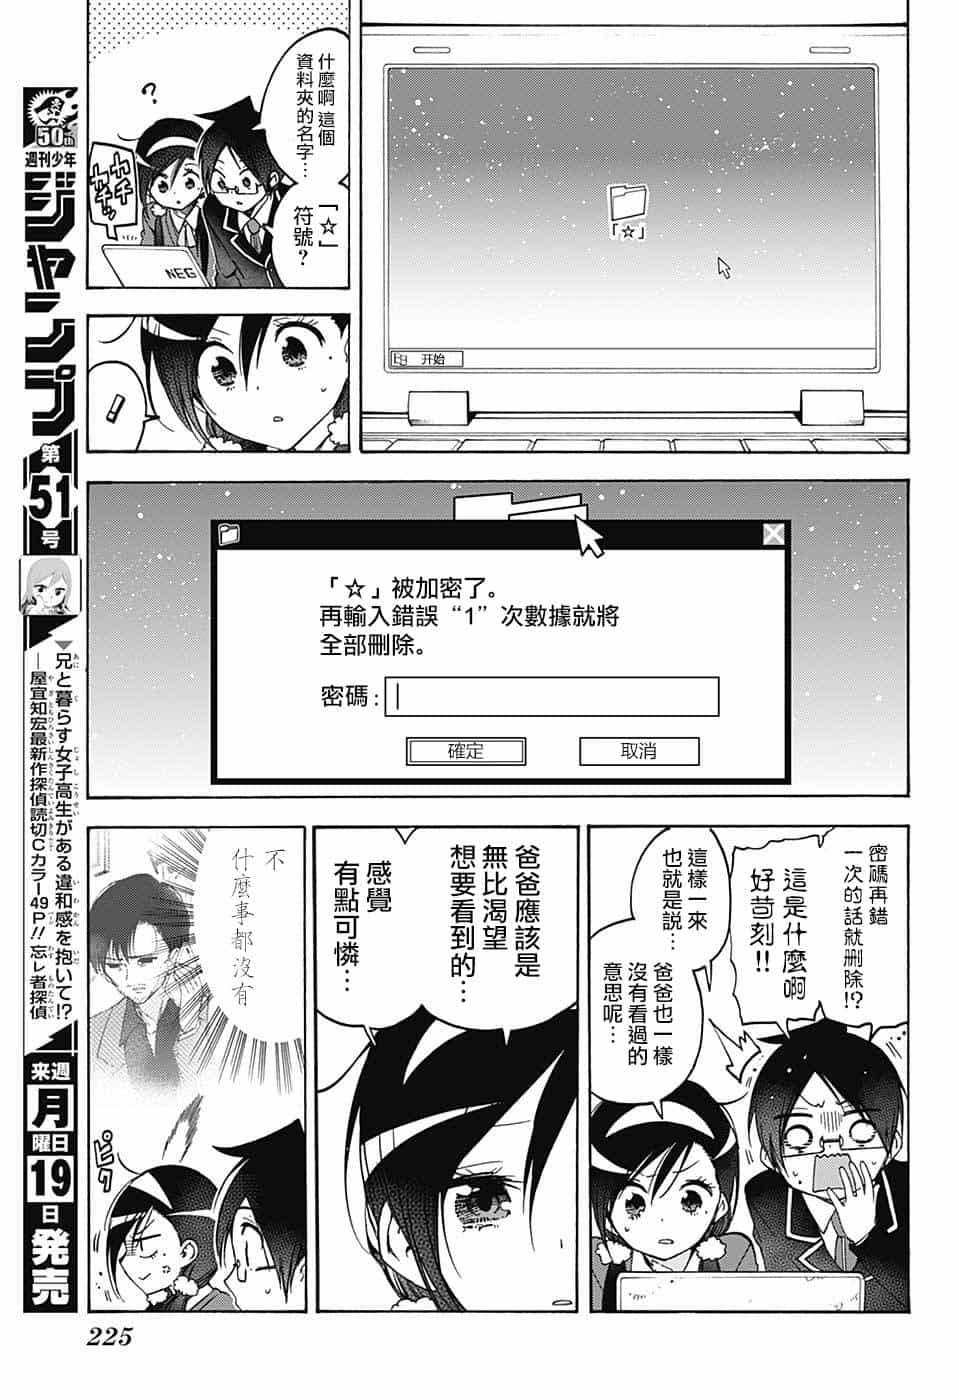 「☆」
开始
什麼啊 這個
資料夾的名字…
「☆」
符號？
？
カチ
カチッ
NEG
！
「☆」被加密了。
再輸入錯誤“1”次數據就將
全部刪除。
密碼：
確定
取消
密碼再錯
一次的話就刪除!?
這是什麼啊
好苛刻!!
這樣一來
也就是說…
爸爸也一樣
沒有看過的
意思呢…
爸爸應該是
無比渴望
想要看到的…
感覺
有點可憐…
不
什麼事都沒有
ピク
50th
週刊少年
ジャンプ
第
51
号
▼兄と暮らす女子高生がある違和感を抱いて!?
―屋宜知宏最新作探偵読切Cカラー49P!! 忘レ者探偵
来週
月
曜日
19
日
発売
225